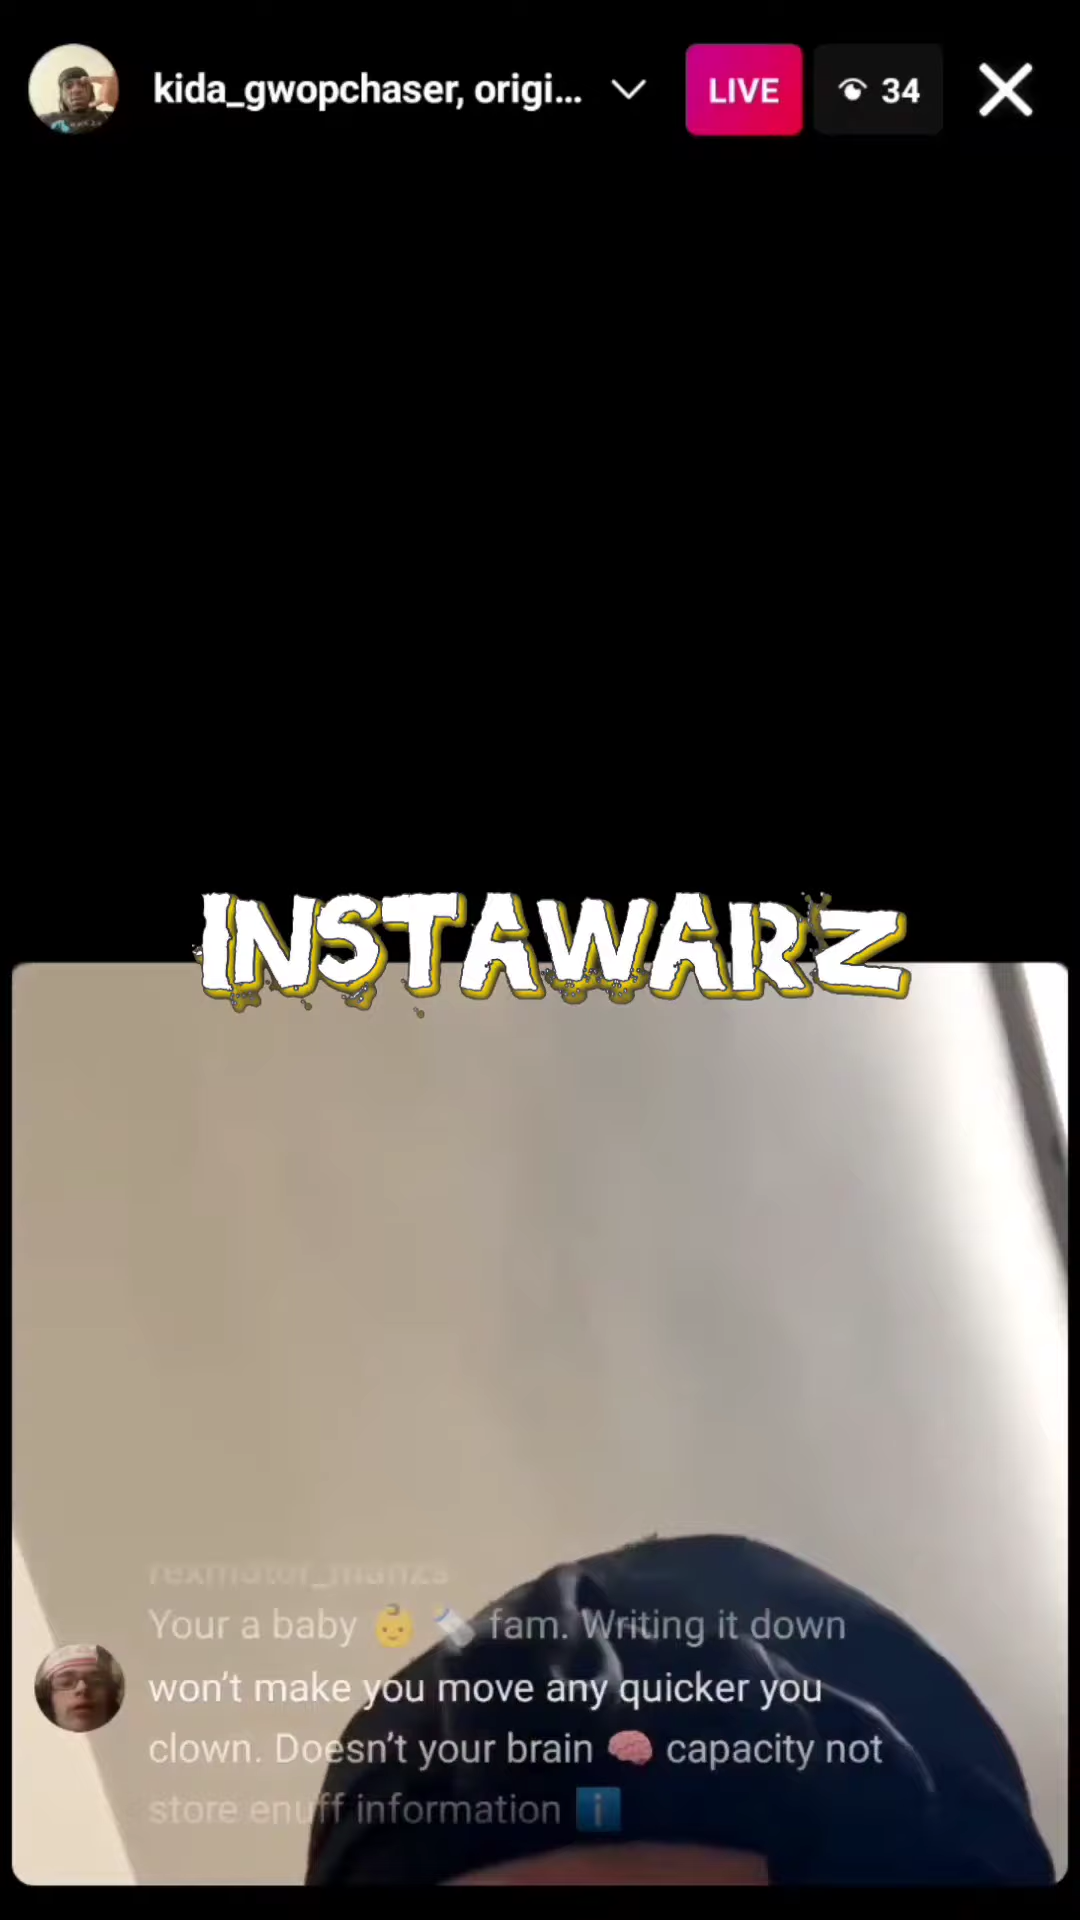 kida_gwopchaser, origi...
LIVE
34
INSTAWARZ
Your a baby 👶 🍼 fam. Writing it down
won't make you move any quicker you
clown. Doesn't your brain 🧠 capacity not
store enuff information ℹ️